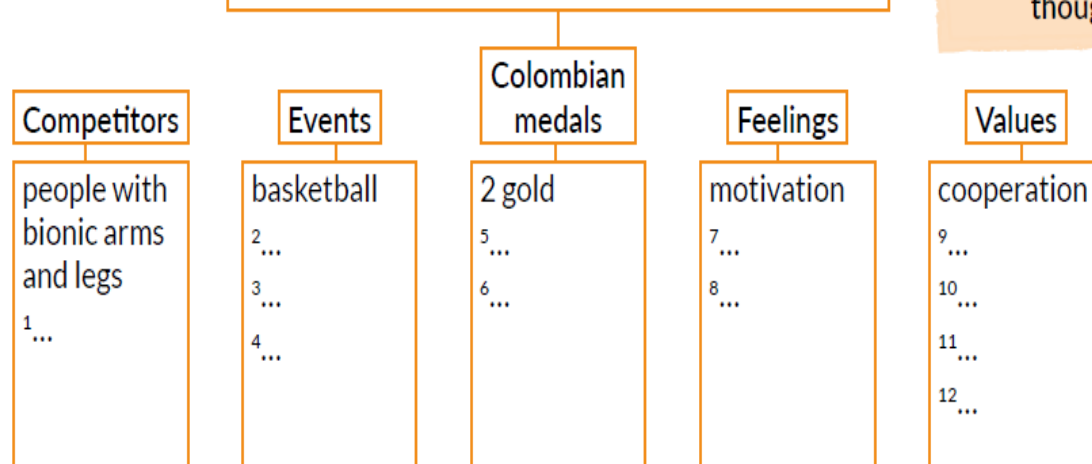 Colombian
medals
Competitors
people with
bionic arms
and legs
1...
Events
basketball
2...
3...
4...
2 gold
5...
6...
Feelings
motivation
7...
8...
Values
cooperation
9...
10...
11...
12...